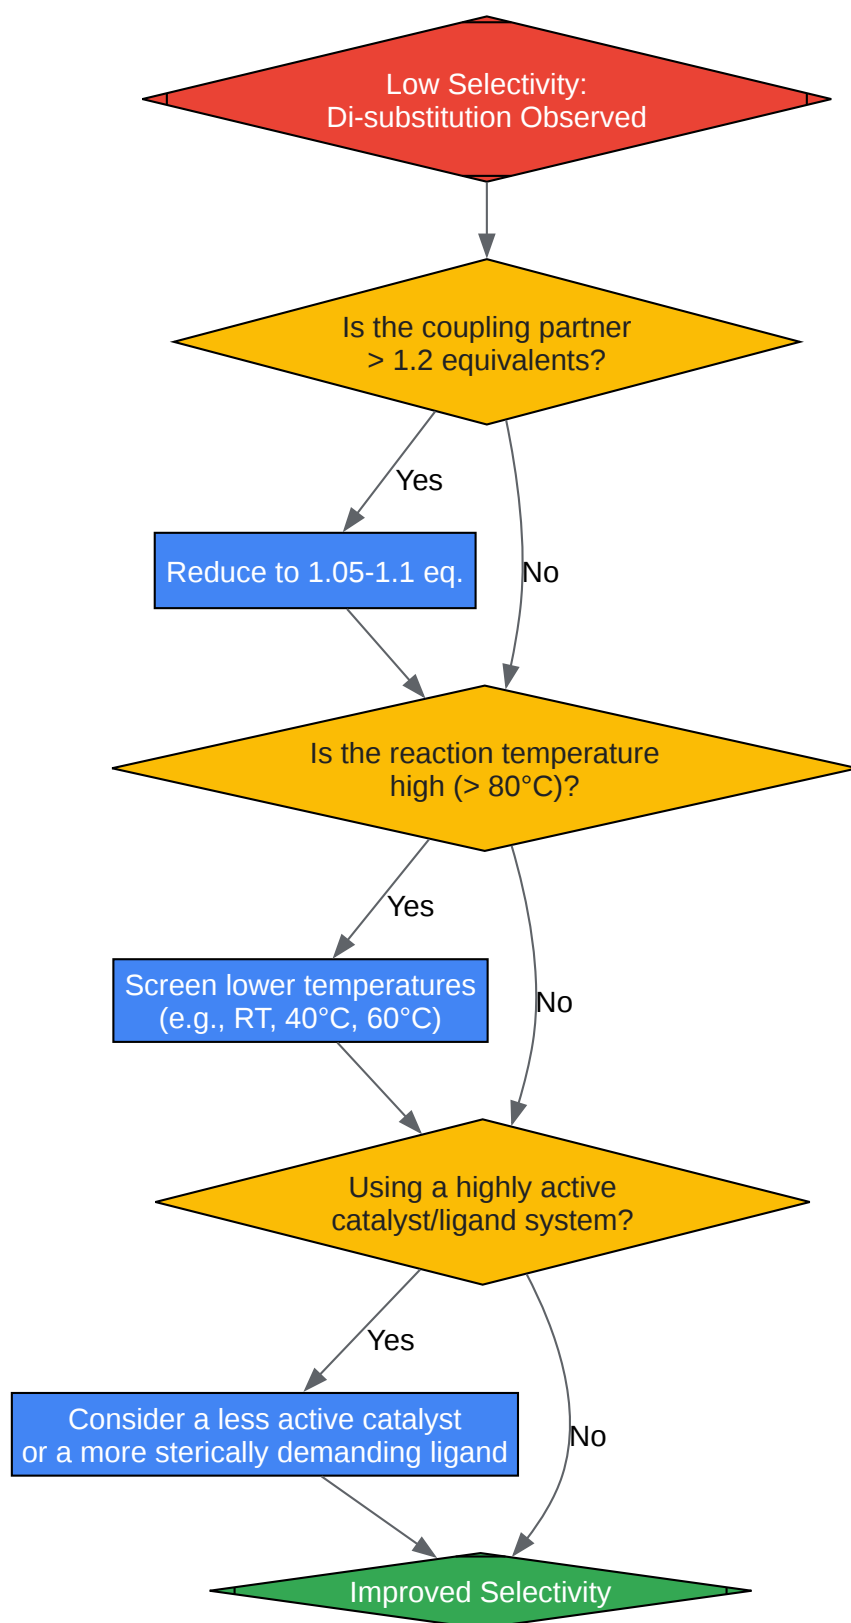 Low Selectivity:
Di-substitution Observed
Is the coupling partner
> 1.2 equivalents?
Yes
Reduce to 1.05-1.1 eq.
No
Is the reaction temperature
high (> 80°C)?
Yes
Screen lower temperatures
(e.g., RT, 40°C, 60°C)
No
Using a highly active
catalyst/ligand system?
Yes
Consider a less active catalyst
or a more sterically demanding ligand
No
Improved Selectivity